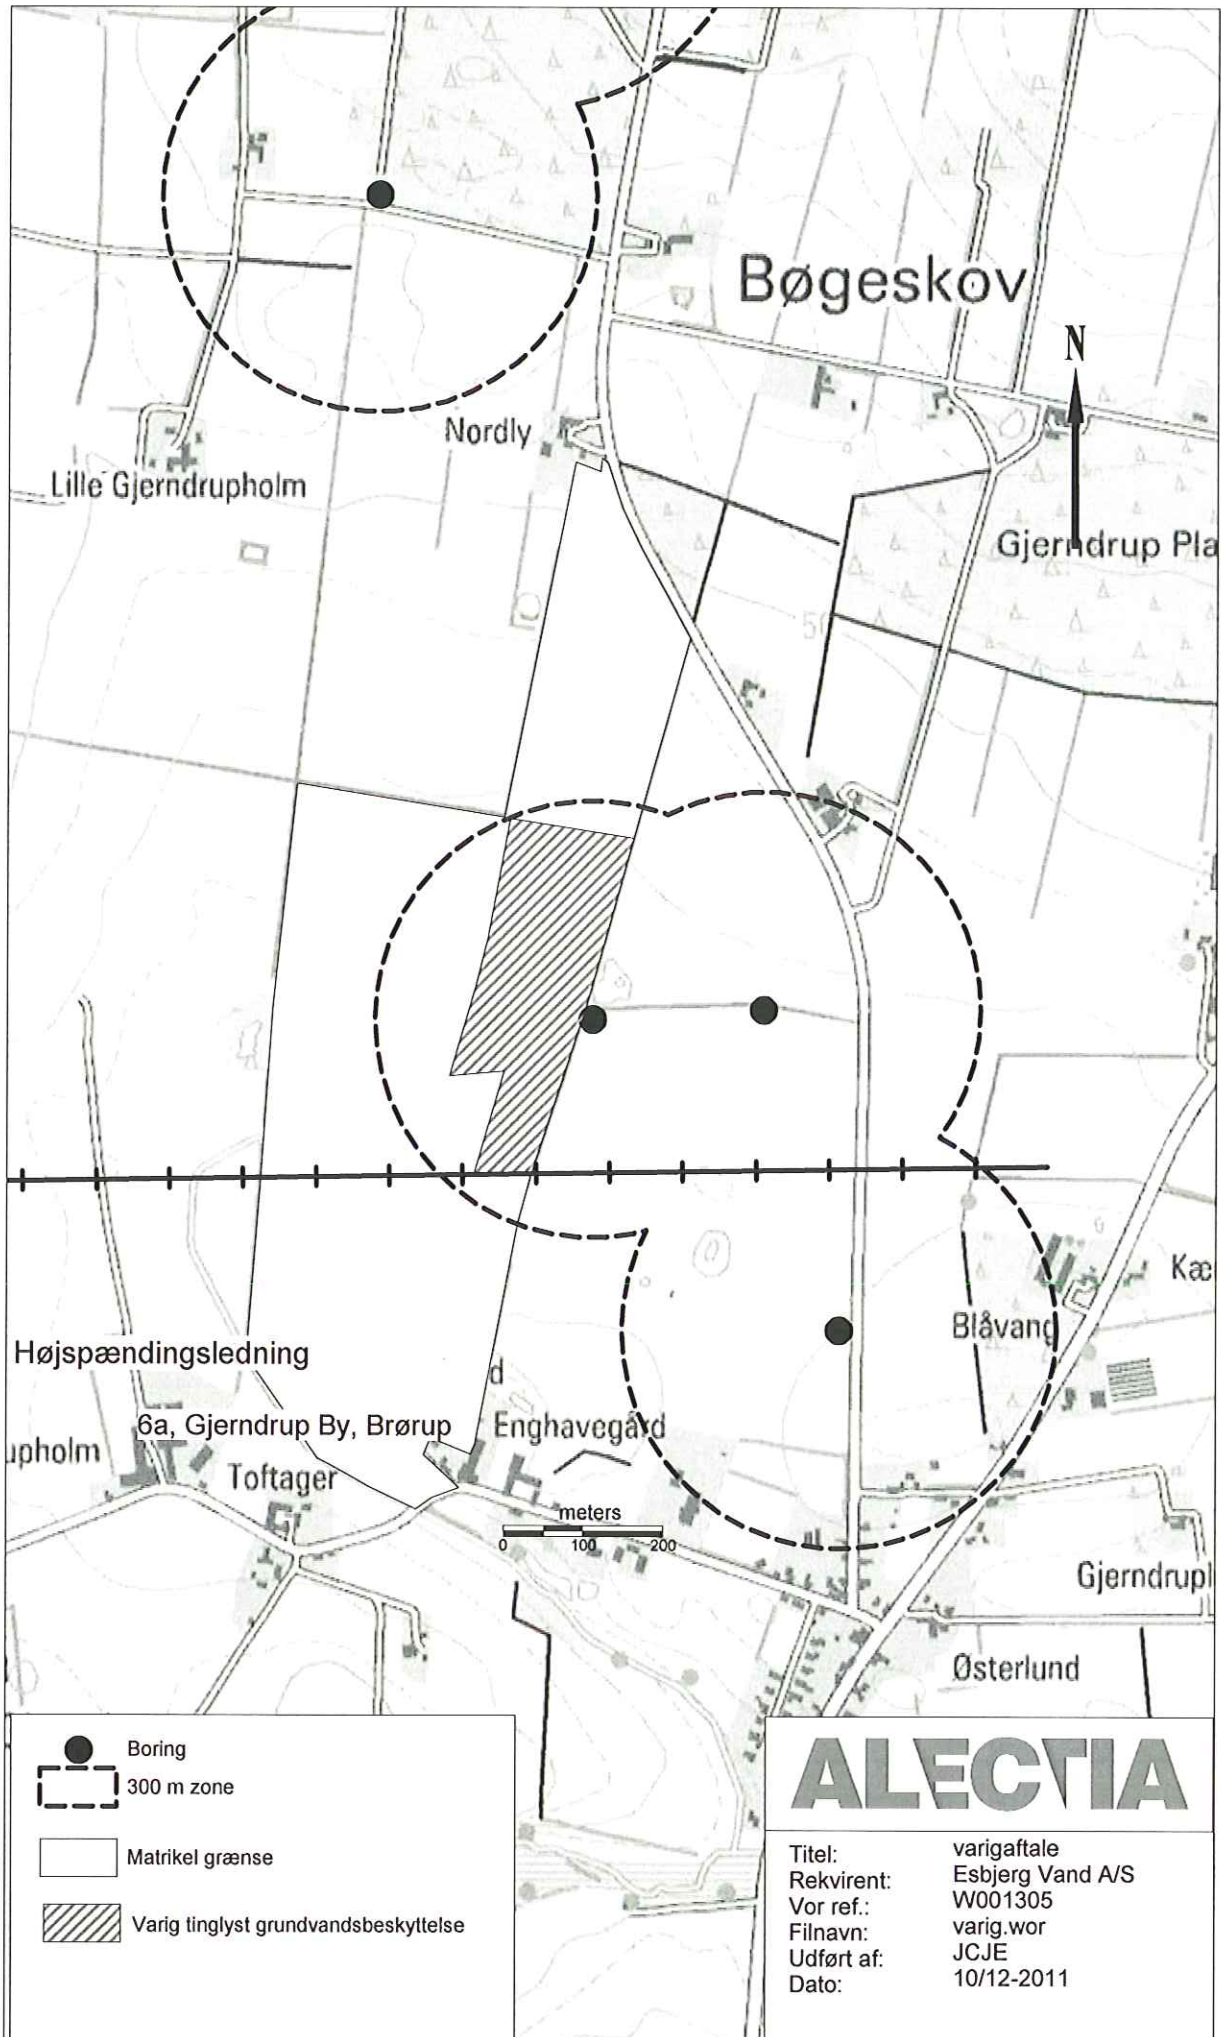 Bøgeskov
N
Nordly
Lille Gjerndrupholm
Gjerndrup Pla
50
Kæ
Blåvang
Højspændingsledning
d
6a, Gjerndrup By, Brørup
Enghavegård
upholm
Toftager
meters
0 100 200
Gjerndrupl
Østerlund
Boring
300 m zone
Matrikel grænse
Varig tinglyst grundvandsbeskyttelse
ALECTIA
Titel: varigaftale
Rekvirent: Esbjerg Vand A/S
Vor ref.: W001305
Filnavn: varig.wor
Udført af: JCJE
Dato: 10/12-2011